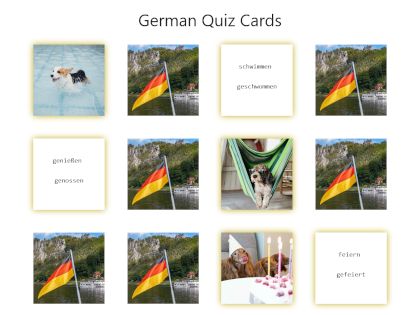 German Quiz Cards
schwimmen
geschwommen
genießen
genossen
feiern
gefeiert